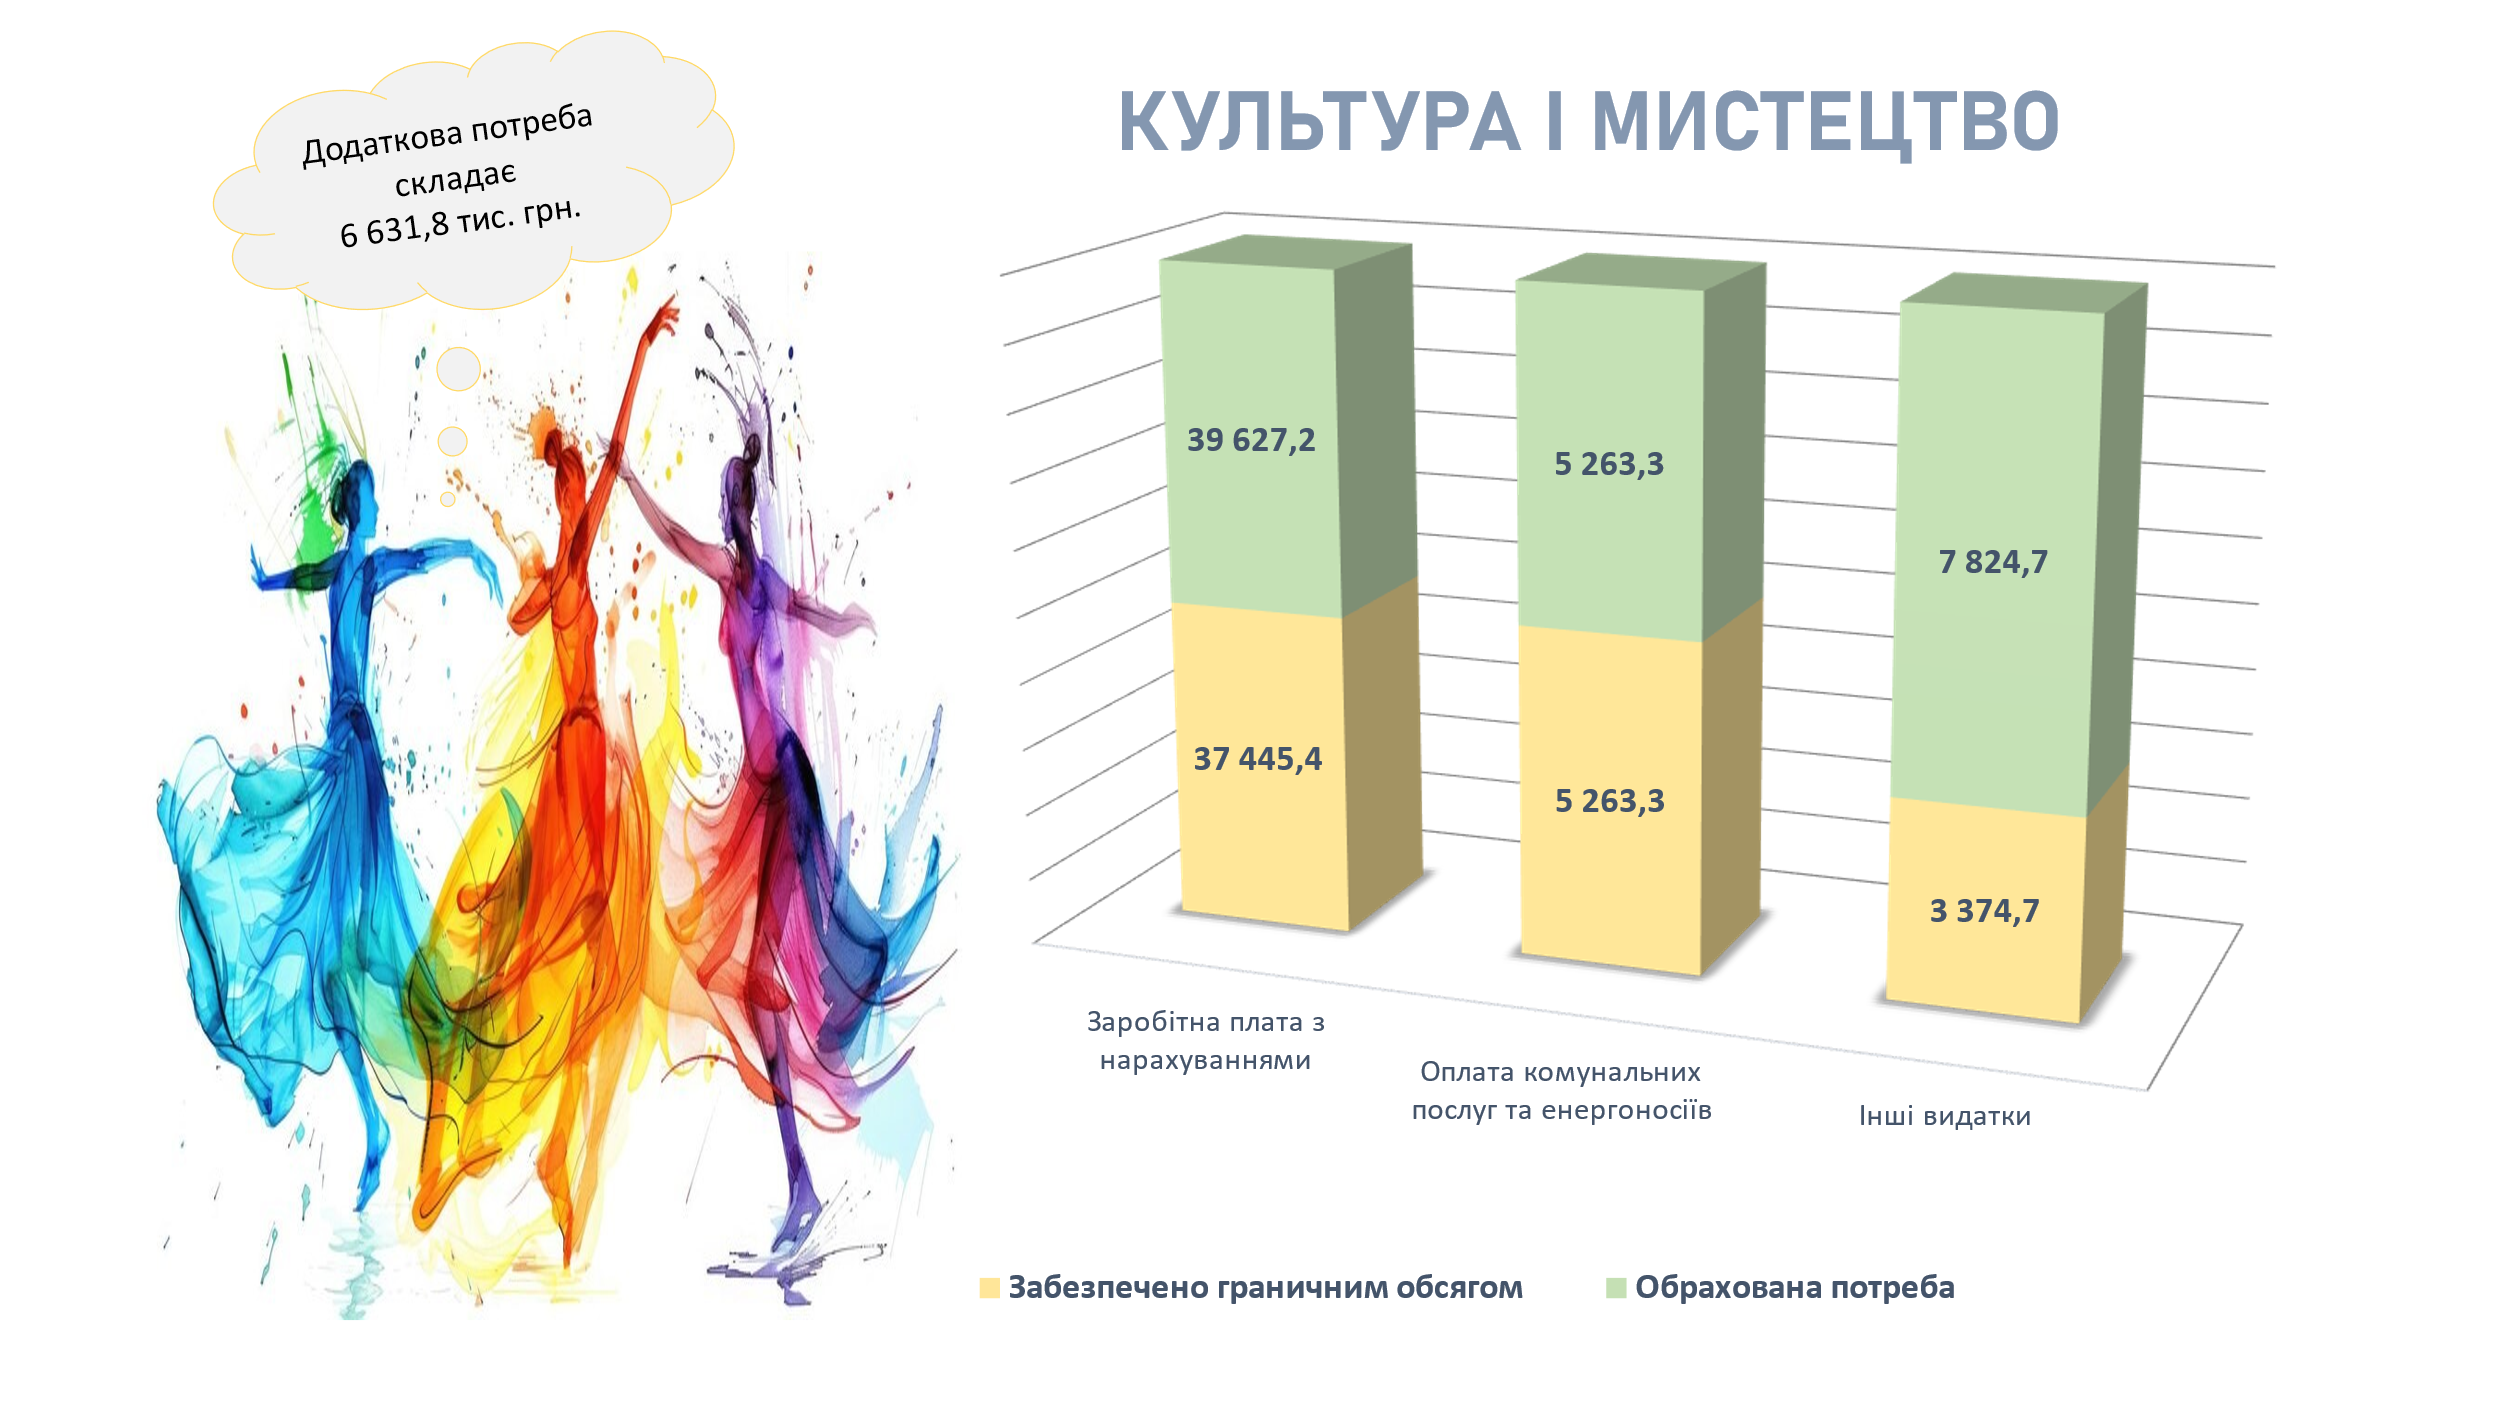 Додаткова потреба
складає
6 631,8 тис. грн.
КУЛЬТУРА І МИСТЕЦТВО
39 627,2
5 263,3
7 824,7
37 445,4
5 263,3
3 374,7
Заробітна плата з
нарахуваннями
Оплата комунальних
послуг та енергоносіїв
Інші видатки
Забезпечено граничним обсягом
Обрахована потреба